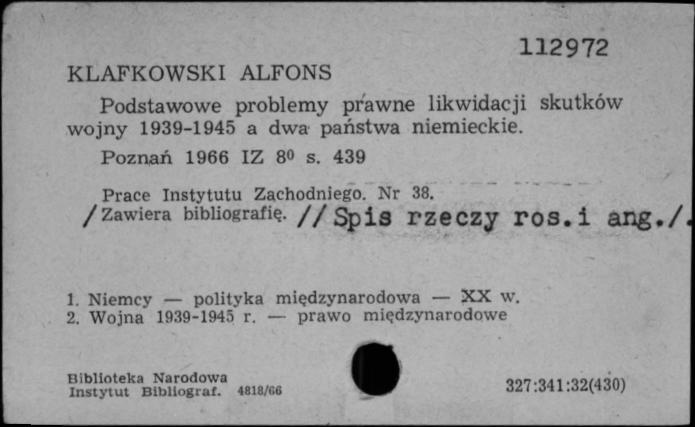 112972
KLAFKOWSKI ALFONS
Podstawowe problemy prawne likwidacji skutków
wojny 1939-1945 a dwa państwa niemieckie.
Poznań 1966 IZ 8⁰ s. 439
Prace Instytutu Zachodniego. Nr 38.
/Zawiera bibliografię. //Spis rzeczy ros.i ang./.
1. Niemcy — polityka międzynarodowa — XX w.
2. Wojna 1939-1945 r. — prawo międzynarodowe
Biblioteka Narodowa
Instytut Bibliograf. 4818/66
327:341:32(430)